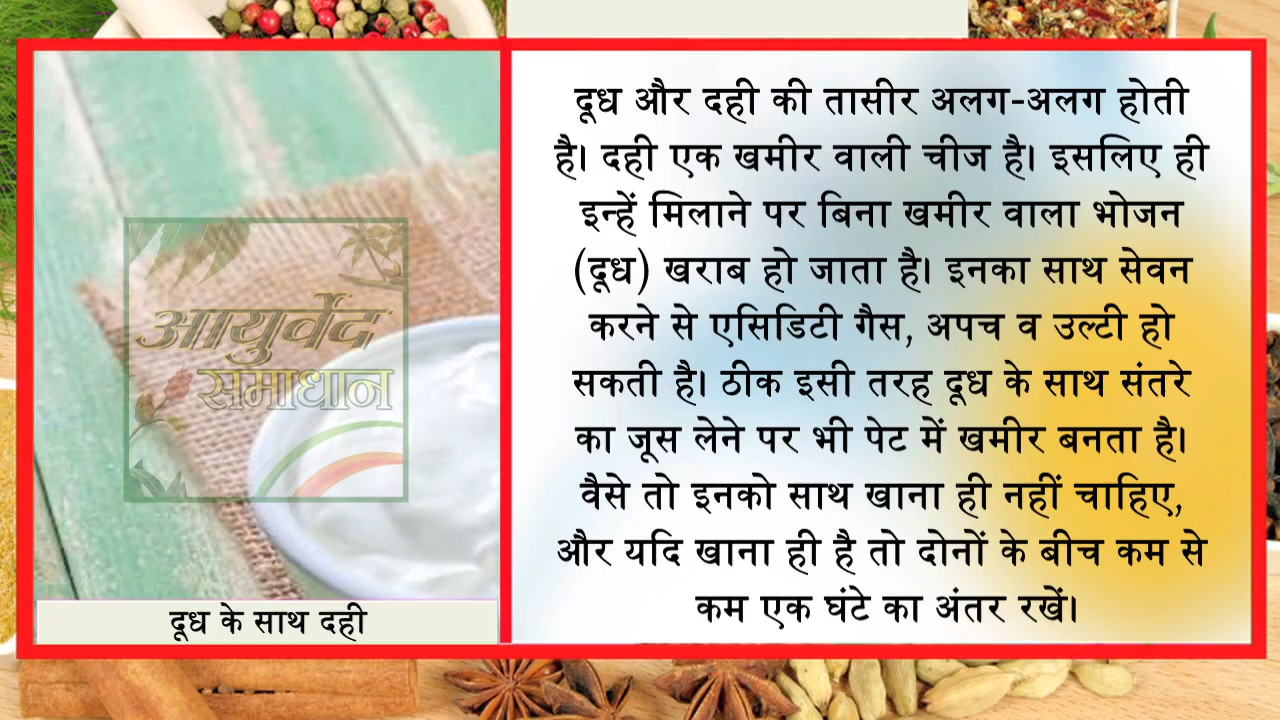 दूध और दही की तासीर अलग-अलग होती
है। दही एक खमीर वाली चीज है। इसलिए ही
इन्हें मिलाने पर बिना खमीर वाला भोजन
(दूध) खराब हो जाता है। इनका साथ सेवन
करने से एसिडिटी गैस, अपच व उल्टी हो
सकती है। ठीक इसी तरह दूध के साथ संतरे
का जूस लेने पर भी पेट में खमीर बनता है।
वैसे तो इनको साथ खाना ही नहीं चाहिए,
और यदि खाना ही है तो दोनों के बीच कम से
कम एक घंटे का अंतर रखें।
आयुर्वेद
समाधान
दूध के साथ दही